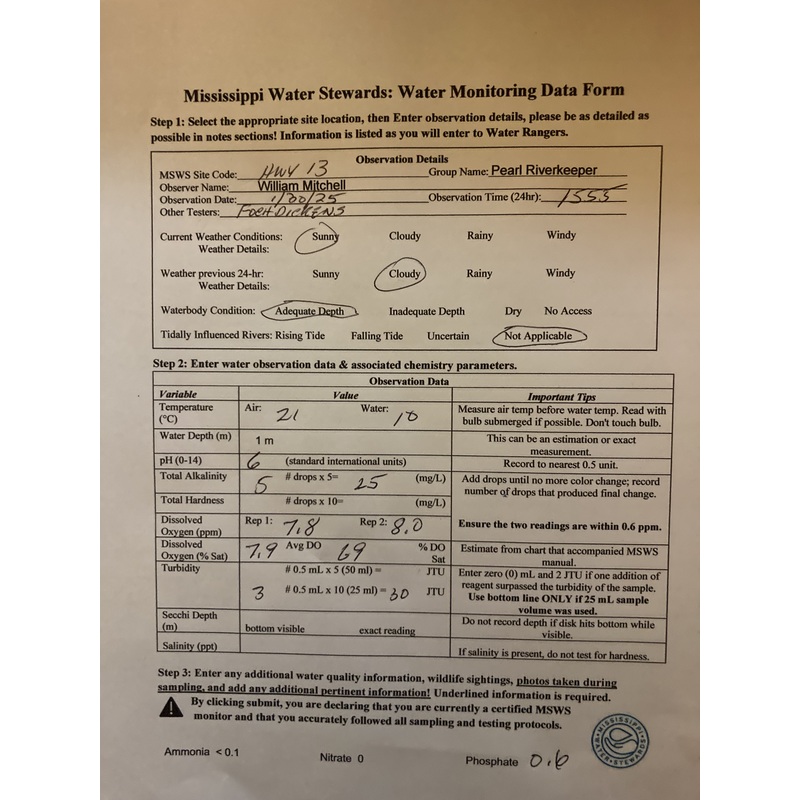 Mississippi Water Stewards: Water Monitoring Data Form
Step 1: Select the appropriate site location, then Enter observation details, please be as detailed as
possible in notes sections! Information is listed as you will enter to Water Rangers.
Observation Details
MSWS Site Code: HWY 13 Group Name: Pearl Riverkeeper
Observer Name: William Mitchell
Observation Date: 1/30/25 Observation Time (24hr): 1555
Other Testers: Foch Dickens
Current Weather Conditions: Sunny Cloudy Rainy Windy
Weather Details:
Weather previous 24-hr: Sunny Cloudy Rainy Windy
Weather Details:
Waterbody Condition: Adequate Depth Inadequate Depth Dry No Access
Tidally Influenced Rivers: Rising Tide Falling Tide Uncertain Not Applicable
Step 2: Enter water observation data & associated chemistry parameters.
Observation Data
Variable Value Important Tips
Temperature (°C) Air: 21 Water: 10 Measure air temp before water temp. Read with
bulb submerged if possible. Don't touch bulb.
Water Depth (m) 1 m This can be an estimation or exact
measurement.
pH (0-14) 6 (standard international units) Record to nearest 0.5 unit.
Total Alkalinity 5 # drops x 5= 25 (mg/L) Add drops until no more color change; record
number of drops that produced final change.
Total Hardness # drops x 10= (mg/L)
Dissolved Oxygen (ppm) Rep 1: 7.8 Rep 2: 8.0 Ensure the two readings are within 0.6 ppm.
Dissolved Oxygen (% Sat) 7.9 Avg DO 69 % DO Sat Estimate from chart that accompanied MSWS
manual.
Turbidity # 0.5 mL x 5 (50 ml) = JTU Enter zero (0) mL and 2 JTU if one addition of
reagent surpassed the turbidity of the sample.
3 # 0.5 mL x 10 (25 ml) = 30 JTU Use bottom line ONLY if 25 mL sample
volume was used.
Secchi Depth (m) bottom visible exact reading Do not record depth if disk hits bottom while
visible.
Salinity (ppt) If salinity is present, do not test for hardness.
Step 3: Enter any additional water quality information, wildlife sightings, photos taken during
sampling, and add any additional pertinent information! Underlined information is required.
By clicking submit, you are declaring that you are currently a certified MSWS
monitor and that you accurately followed all sampling and testing protocols.
MISSISSIPPI WATER STEWARDS
Ammonia < 0.1 Nitrate 0 Phosphate 0.6